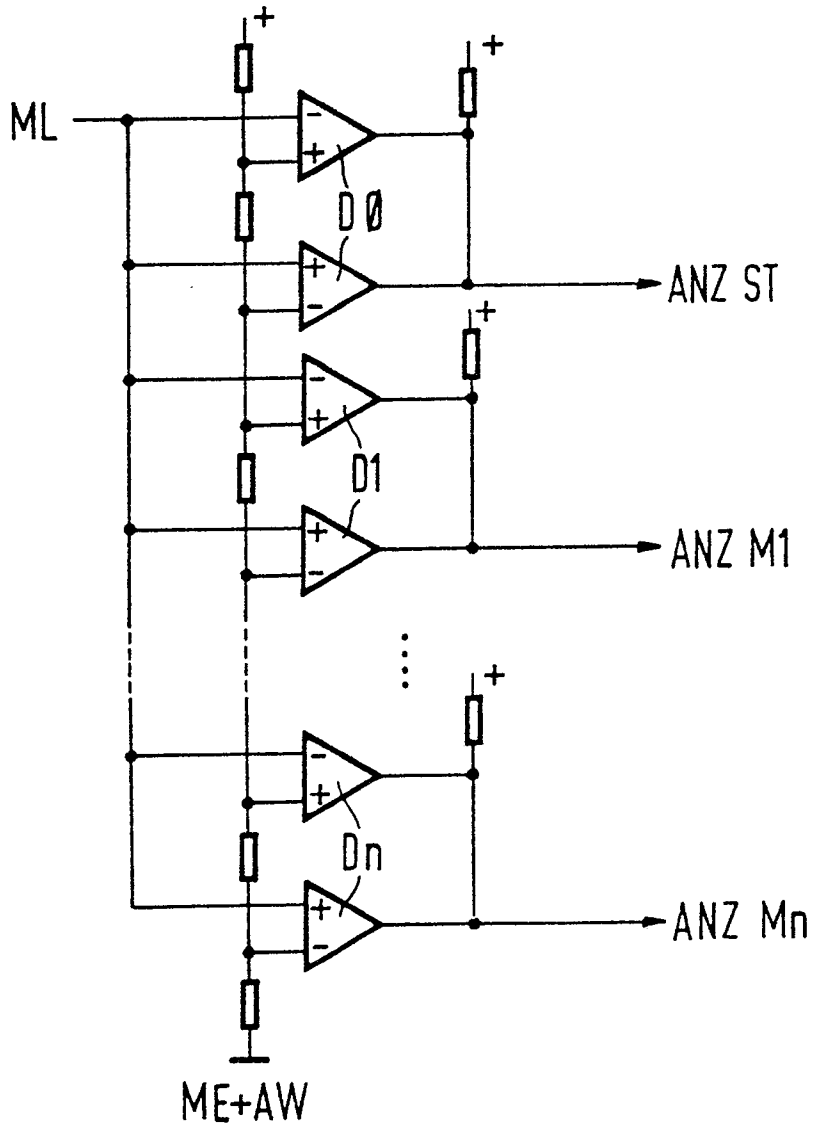 +
+
ML
-
+
DØ
+
-
ANZ ST
+
-
+
D1
+
-
ANZ M1
+
-
+
Dn
+
-
ANZ Mn
ME+AW